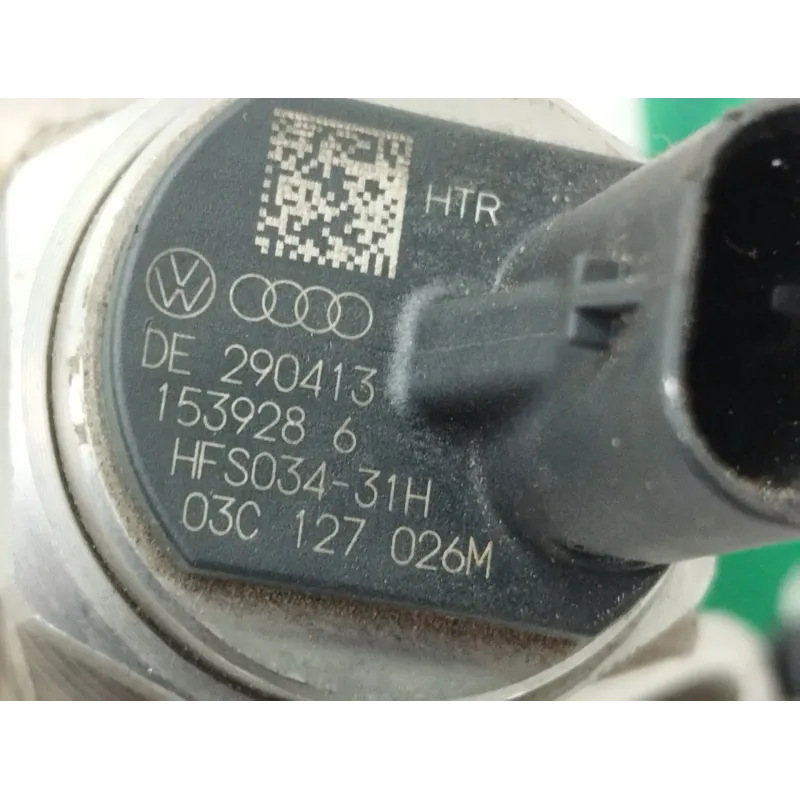 HTR
DE 290413
153928 6
HFS034-31H
03C 127 026M